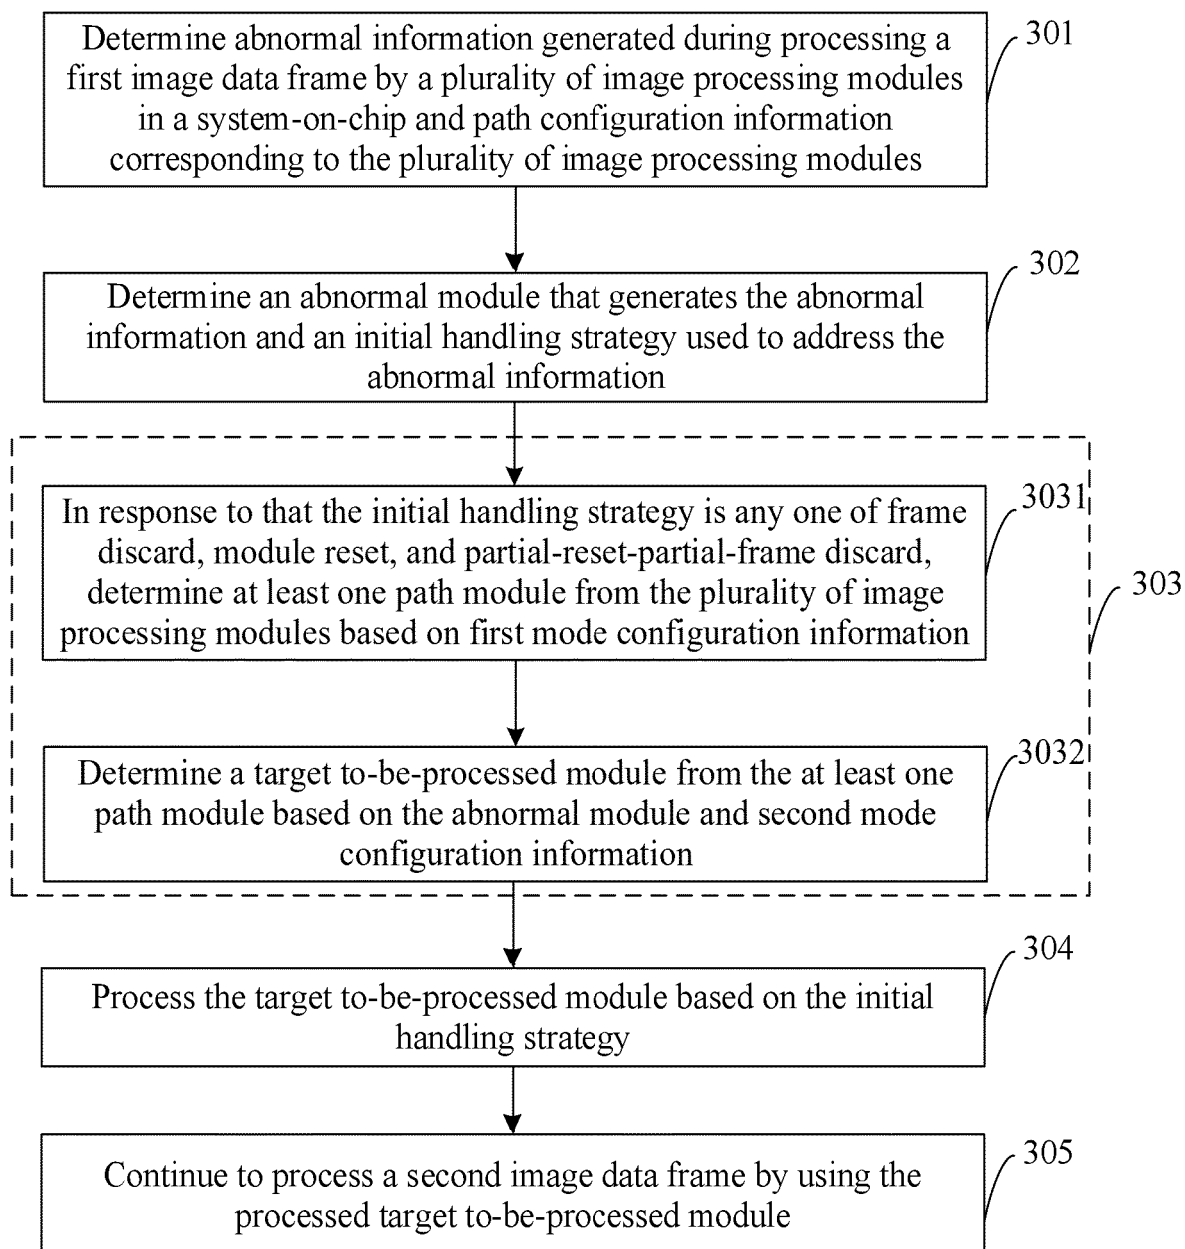 Determine abnormal information generated during processing a
first image data frame by a plurality of image processing modules
in a system-on-chip and path configuration information
corresponding to the plurality of image processing modules
301
Determine an abnormal module that generates the abnormal
information and an initial handling strategy used to address the
abnormal information
302
In response to that the initial handling strategy is any one of frame
discard, module reset, and partial-reset-partial-frame discard,
determine at least one path module from the plurality of image
processing modules based on first mode configuration information
3031
303
Determine a target to-be-processed module from the at least one
path module based on the abnormal module and second mode
configuration information
3032
Process the target to-be-processed module based on the initial
handling strategy
304
Continue to process a second image data frame by using the
processed target to-be-processed module
305